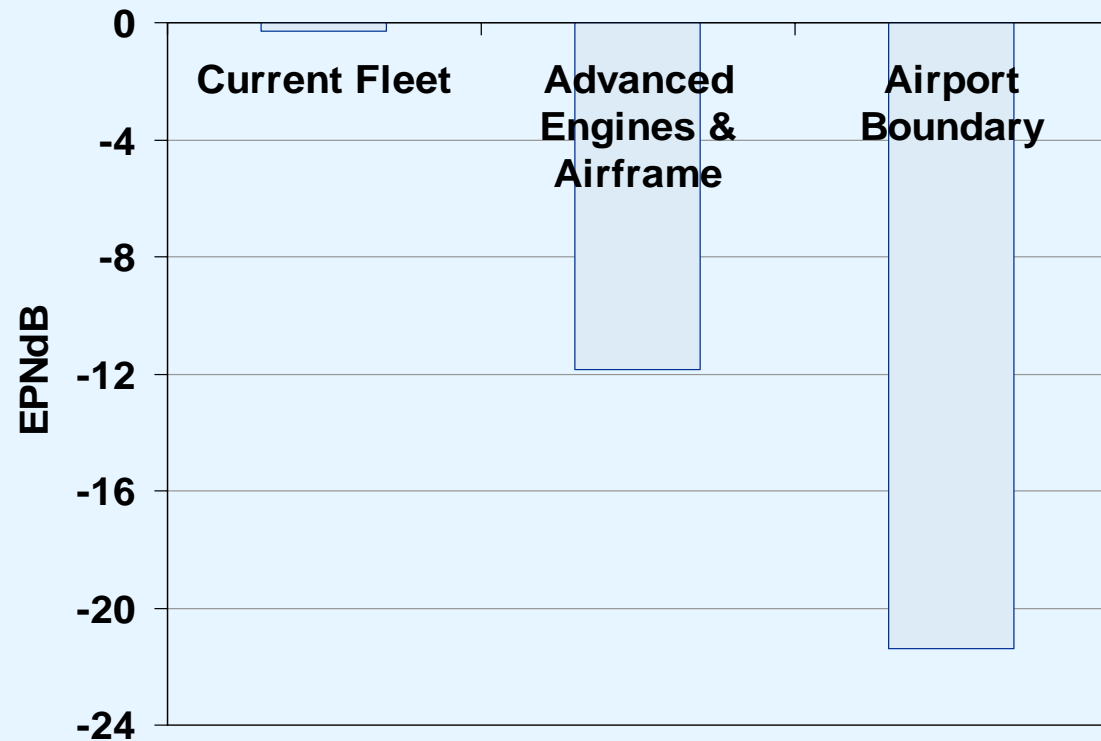 0
Current Fleet
Advanced
Engines &
Airframe
Airport
Boundary
-4
-8
-12
-16
-20
-24
EPNdB